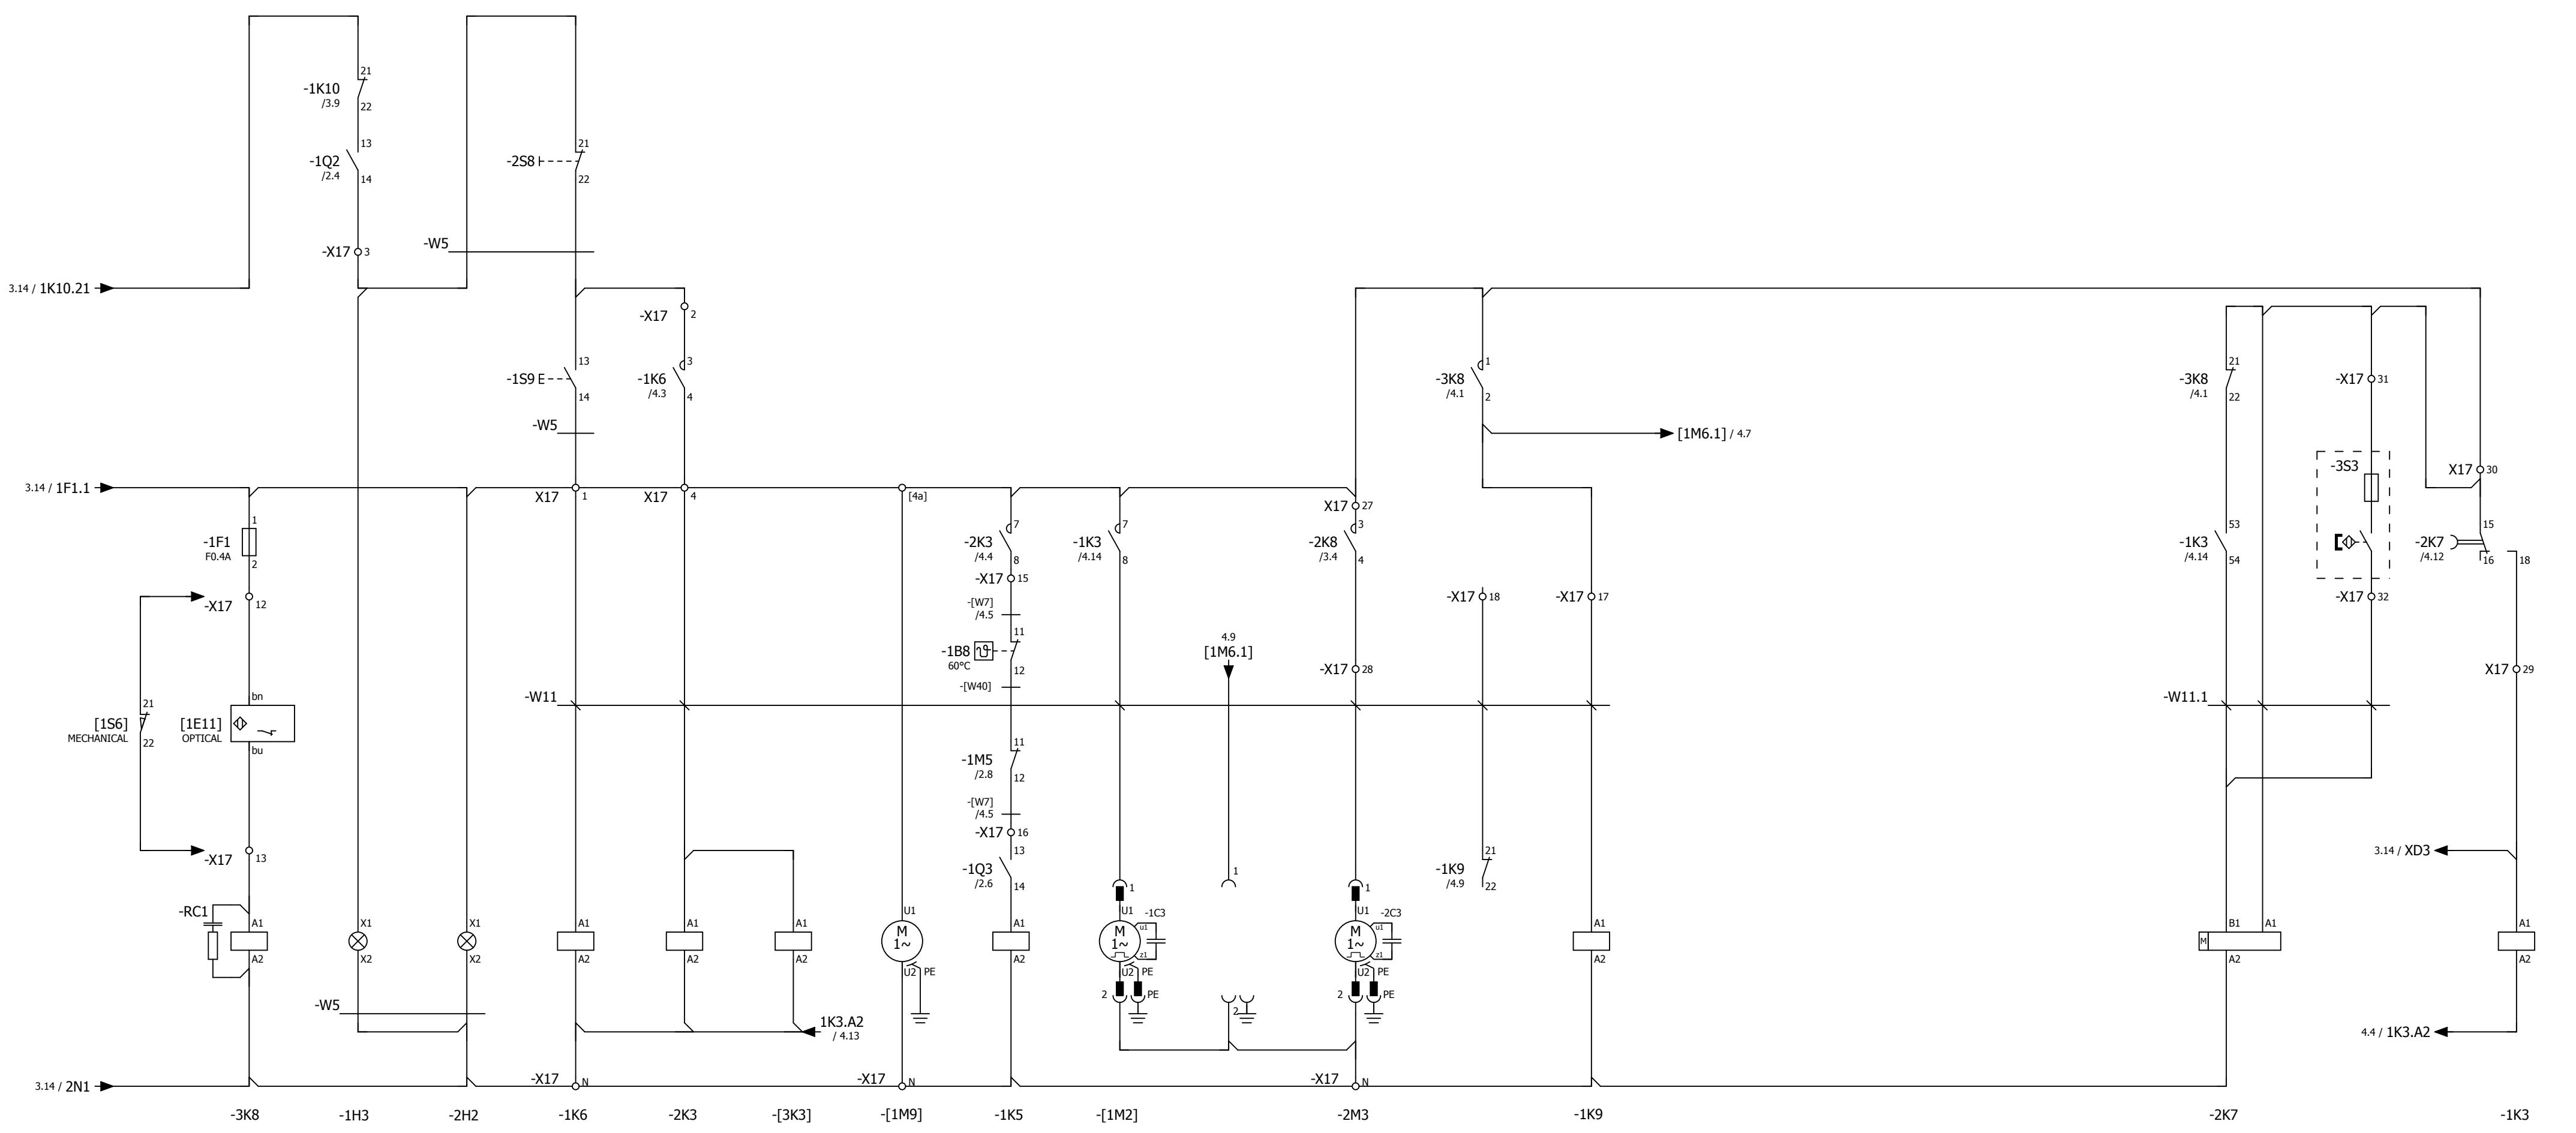 21
-1K10
/3.9
22
13
-1Q2
/2.4
14
21
-2S8
22
-X17 3
-W5
3.14 / 1K10.21
-X17 2
13
-1S9
14
3
-1K6
/4.3
4
-W5
1
-3K8
/4.1
2
[1M6.1] / 4.7
21
-3K8
/4.1
22
-X17 31
-3S3
X17 30
3.14 / 1F1.1
X17 1
X17 4
[4a]
X17 27
1
-1F1
F0.4A
2
7
-2K3
/4.4
8
7
-1K3
/4.14
8
3
-2K8
/3.4
4
53
-1K3
/4.14
54
15
-2K7
/4.12
16
18
-X17 12
-X17 15
-[W7]
/4.5
-X17 18
-X17 17
-X17 32
11
-1B8
60°C
12
-[W40]
4.9
[1M6.1]
-X17 28
X17 29
-W11
-W11.1
21
[1S6]
MECHANICAL
22
bn
[1E11]
OPTICAL
bu
11
-1M5
/2.8
12
-[W7]
/4.5
-X17 16
13
-1Q3
/2.6
14
-X17 13
21
-1K9
/4.9
22
3.14 / XD3
-RC1
A1
A2
X1
X2
X1
X2
A1
A2
A1
A2
A1
A2
U1
M
1~
U2
PE
A1
A2
1
U1
M
1~
u1
z1
-1C3
U2
PE
2
PE
1
2
1
U1
M
1~
u1
z1
-2C3
U2
PE
2
PE
A1
A2
B1
A1
M
A2
A1
A2
-W5
1K3.A2
/ 4.13
4.4 / 1K3.A2
3.14 / 2N1
-X17 N
-X17 N
-X17 N
-3K8
-1H3
-2H2
-1K6
-2K3
-[3K3]
-[1M9]
-1K5
-[1M2]
-2M3
-1K9
-2K7
-1K3